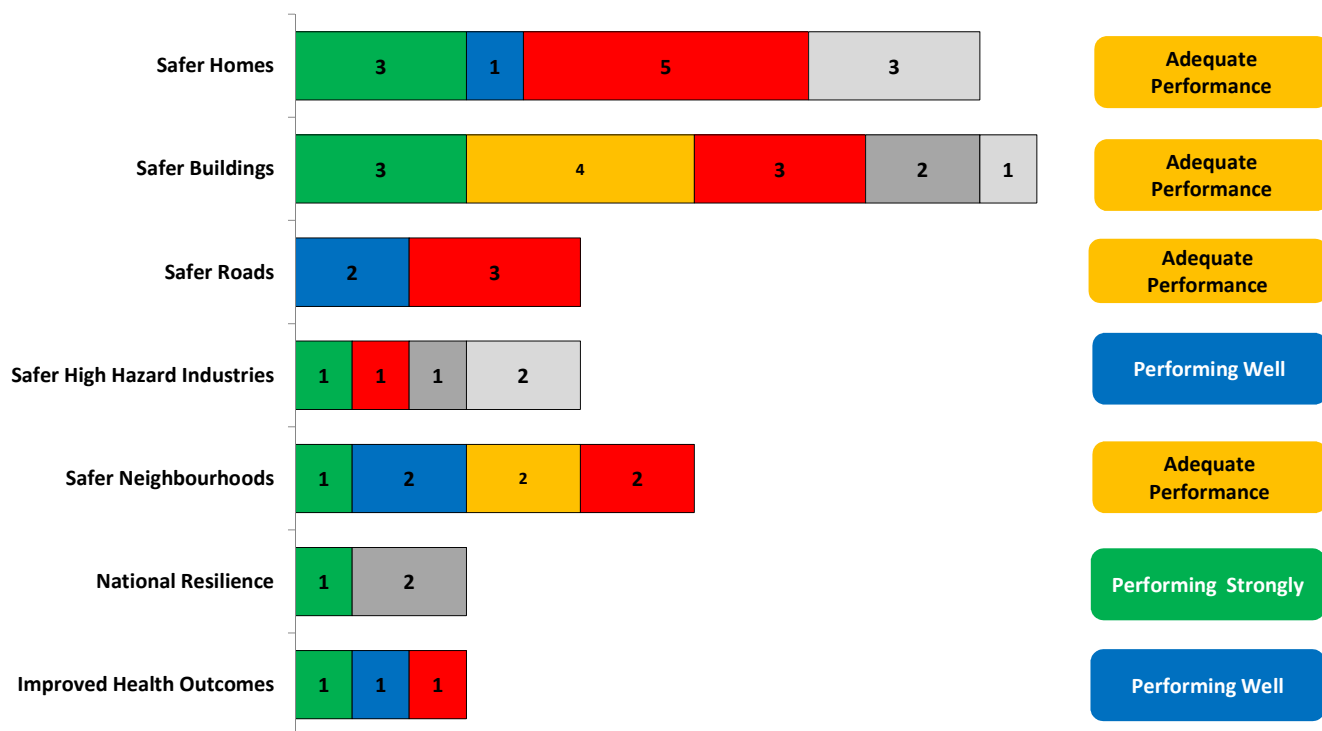 Safer Homes
3 1 5 3
Adequate
Performance
Safer Buildings
3 4 3 2 1
Adequate
Performance
Safer Roads
2 3
Adequate
Performance
Safer High Hazard Industries
1 1 1 2
Performing Well
Safer Neighbourhoods
1 2 2 2
Adequate
Performance
National Resilience
1 2
Performing Strongly
Improved Health Outcomes
1 1 1
Performing Well